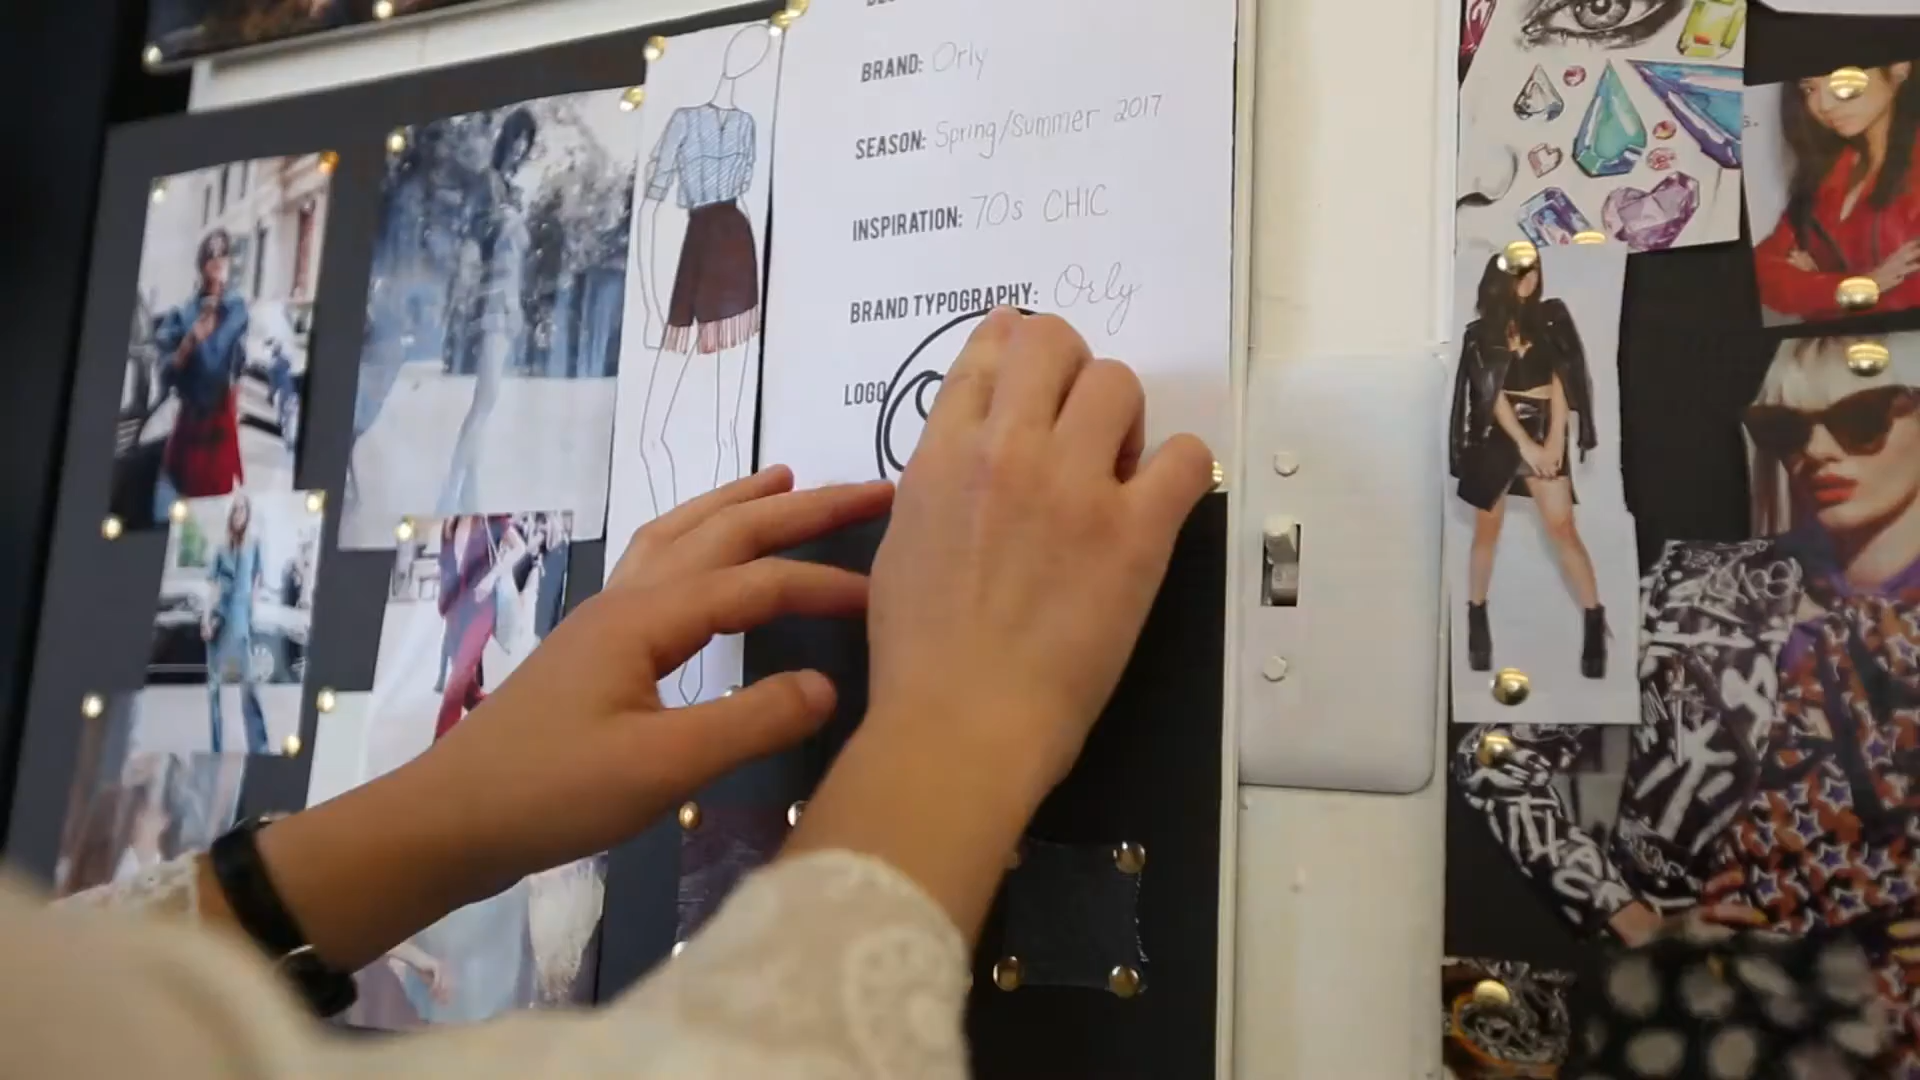 BRAND: Orly
SEASON: Spring/Summer 2017
INSPIRATION: 70s CHIC
BRAND TYPOGRAPHY: Orly
LOGO